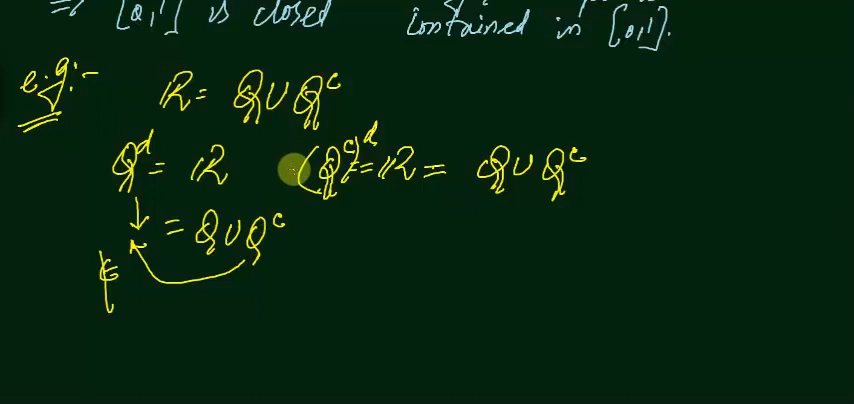 ⇒ [0,1] is closed contained in [0,1].
e.g:- R = Q∪Qᶜ
Qᵈ = R (Qᶜ)ᵈ = R = Q∪Qᶜ
↓ = Q∪Qᶜ
∉